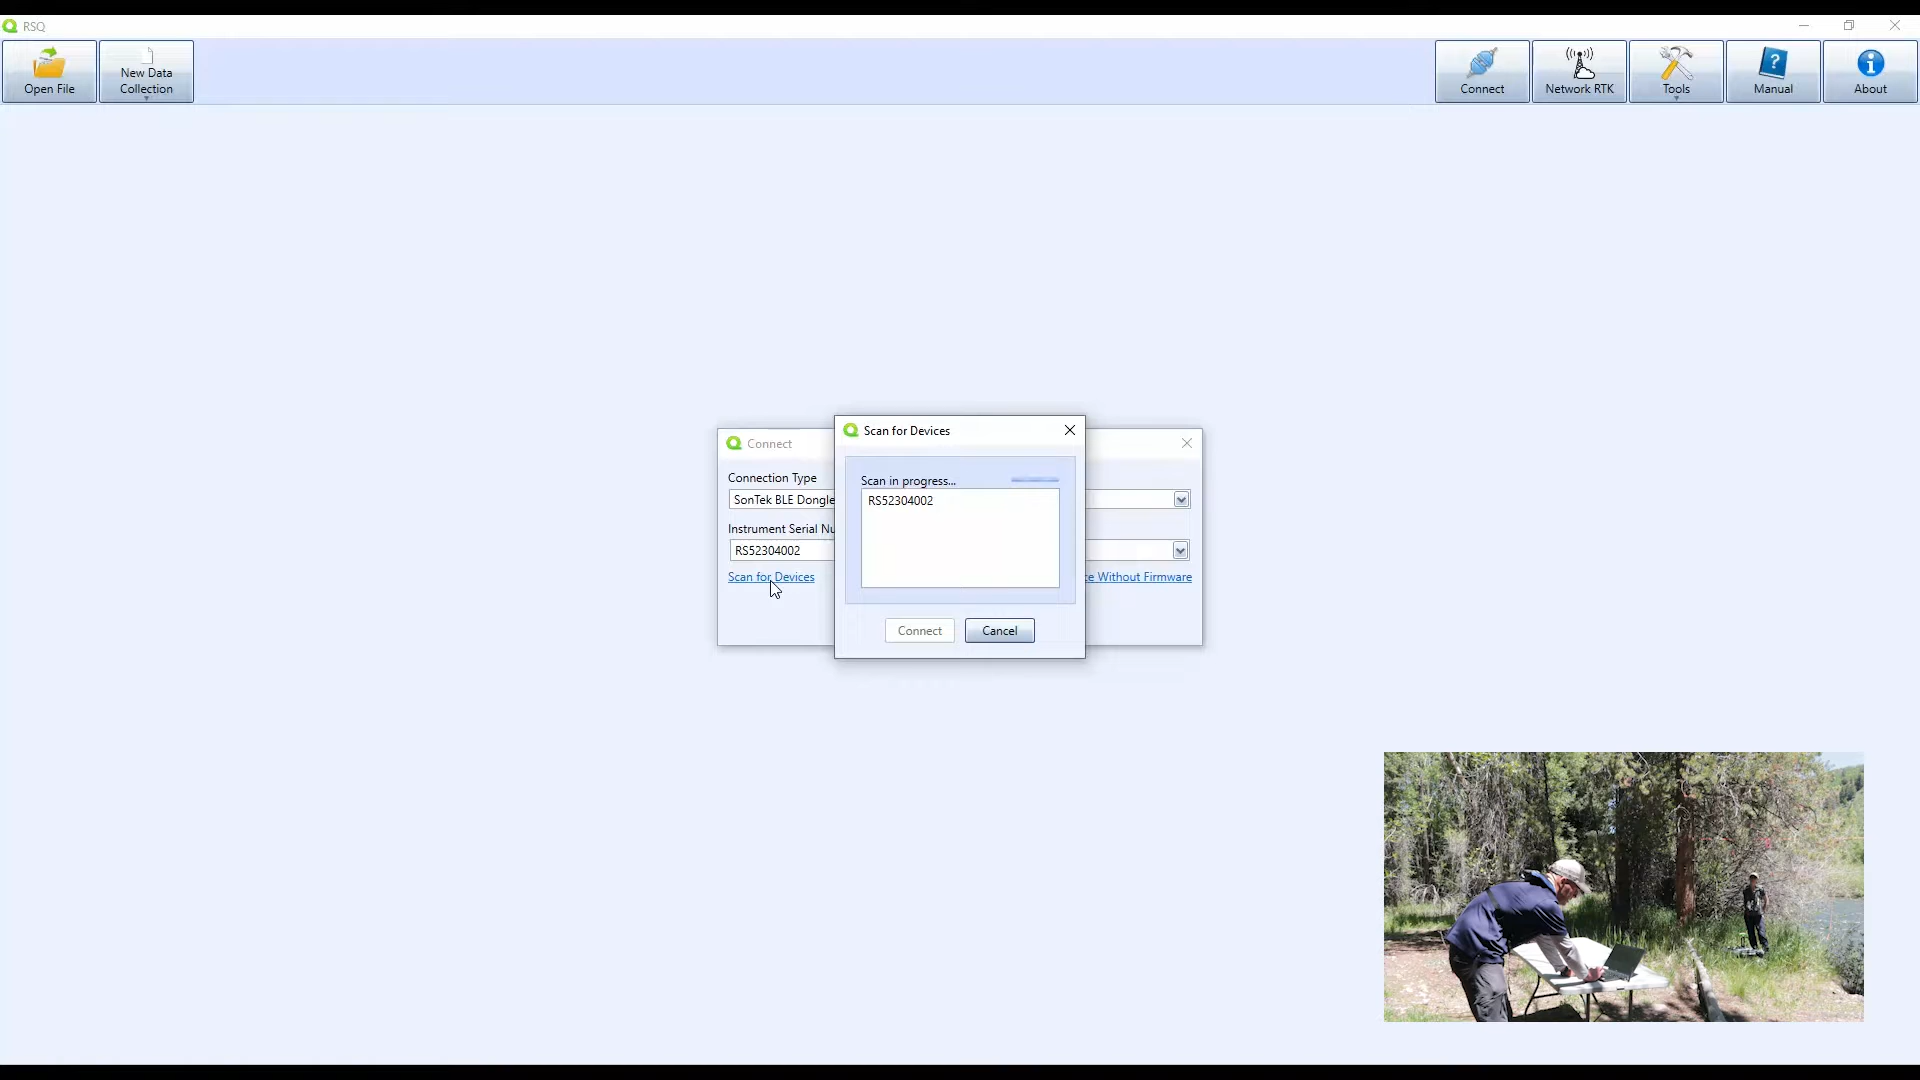 RSQ
Open File
New Data
Collection
Connect
Network RTK
Tools
Manual
About
Connect
Connection Type
SonTek BLE Dongle
Instrument Serial Nu
RS52304002
Scan for Devices
Without Firmware
Scan for Devices
Scan in progress...
RS52304002
Connect
Cancel